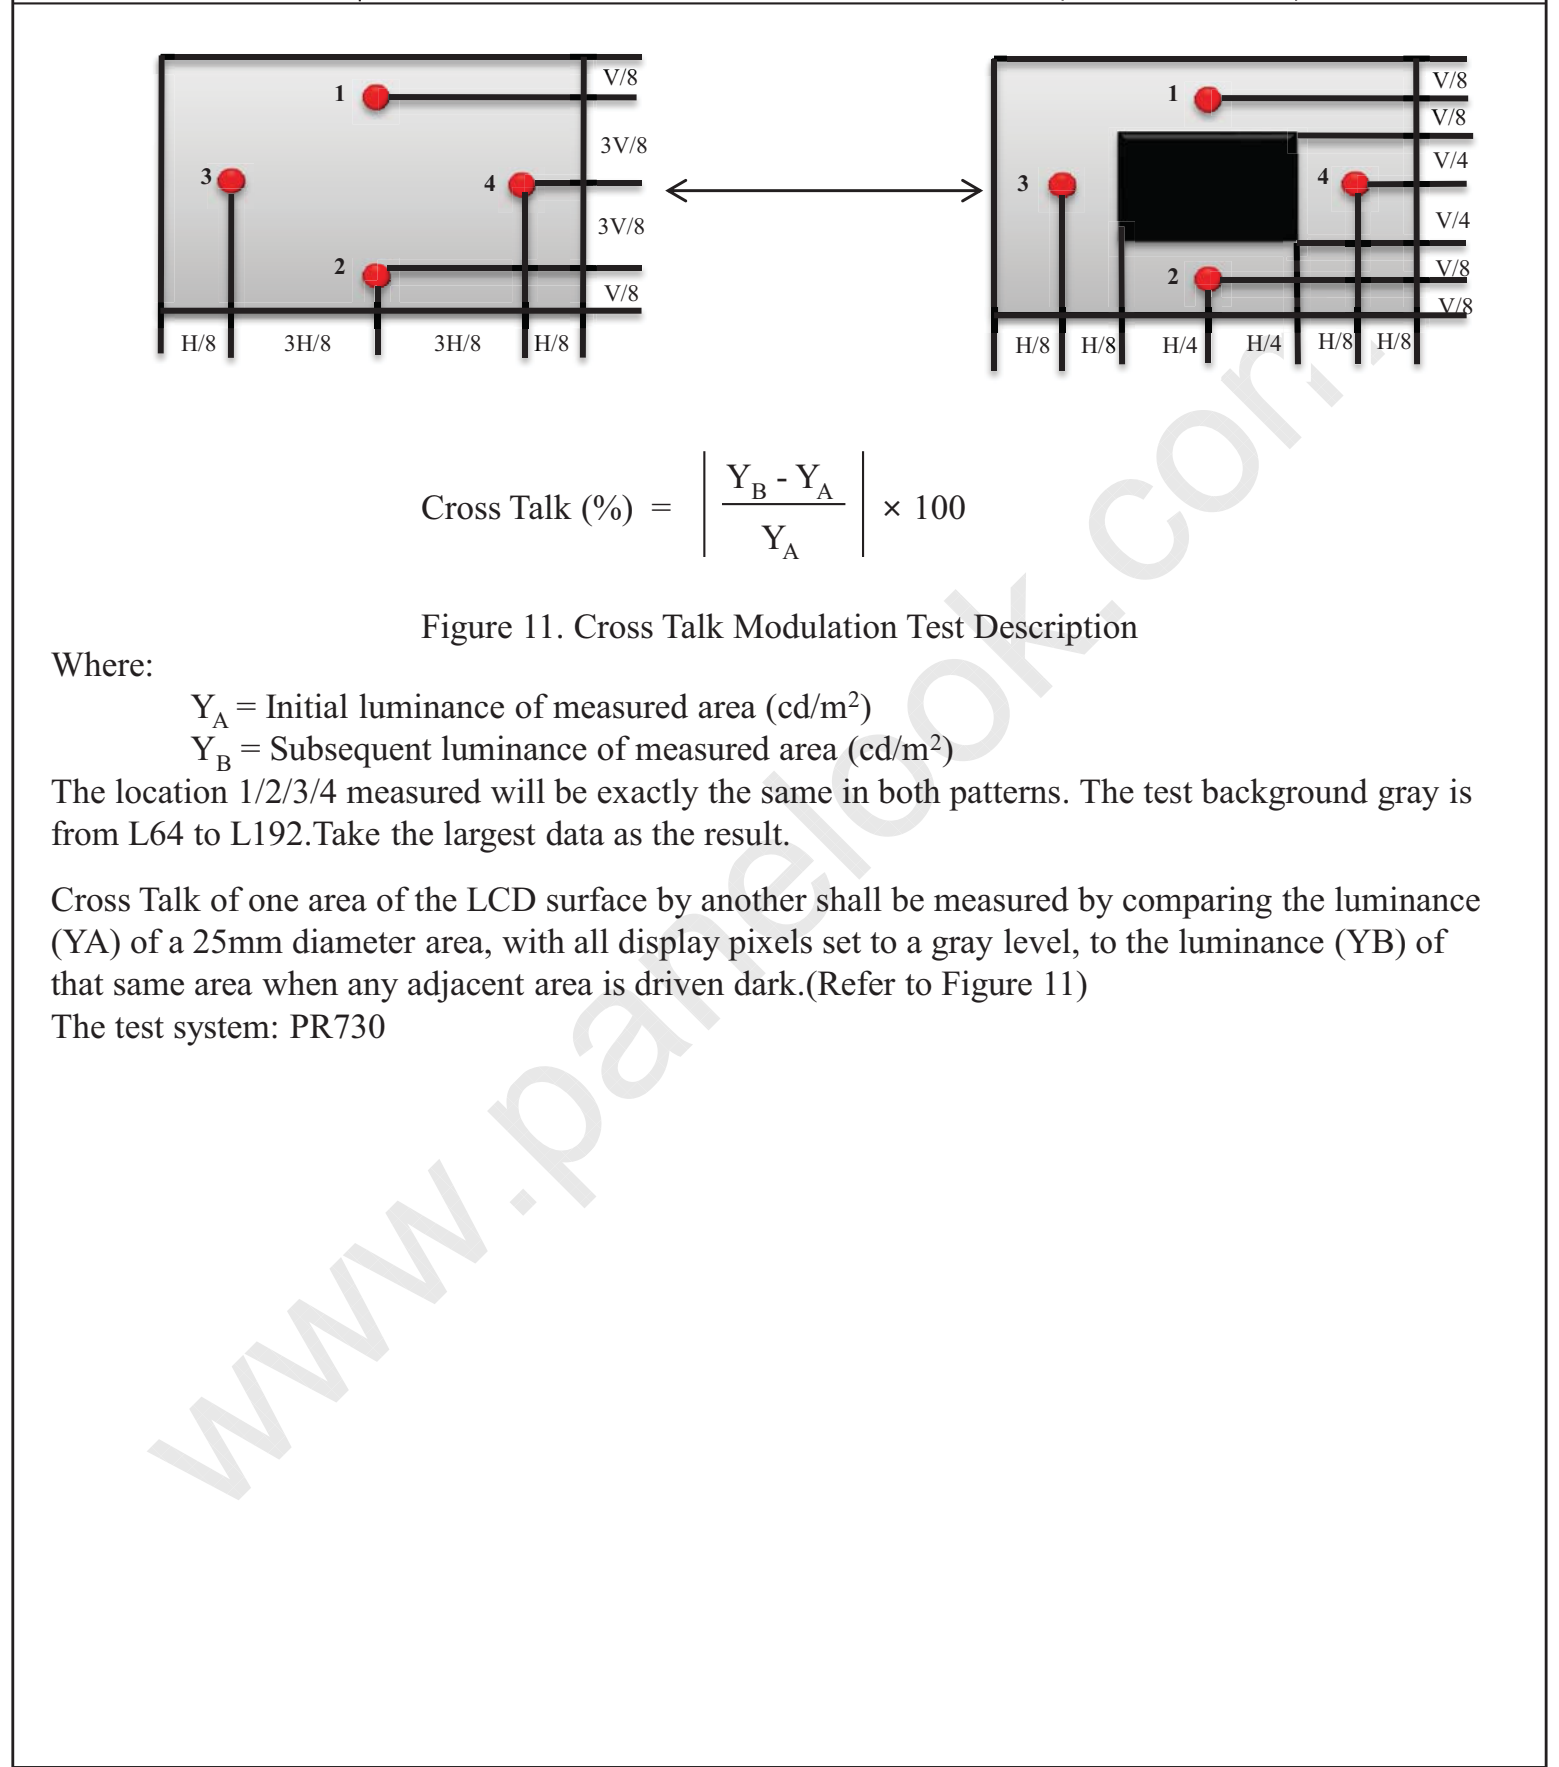 1
V/8
3V/8
3
4
3V/8
2
V/8
H/8 3H/8 3H/8 H/8
1
V/8
V/8
V/4
3
4
V/4
V/8
2
V/8
H/8 H/8 H/4 H/4 H/8 H/8
Cross Talk (%) = | (Y_B - Y_A) / Y_A | × 100
Figure 11. Cross Talk Modulation Test Description
Where:
Y_A = Initial luminance of measured area (cd/m²)
Y_B = Subsequent luminance of measured area (cd/m²)
The location 1/2/3/4 measured will be exactly the same in both patterns. The test background gray is
from L64 to L192.Take the largest data as the result.
Cross Talk of one area of the LCD surface by another shall be measured by comparing the luminance
(YA) of a 25mm diameter area, with all display pixels set to a gray level, to the luminance (YB) of
that same area when any adjacent area is driven dark.(Refer to Figure 11)
The test system: PR730
www.panelook.com